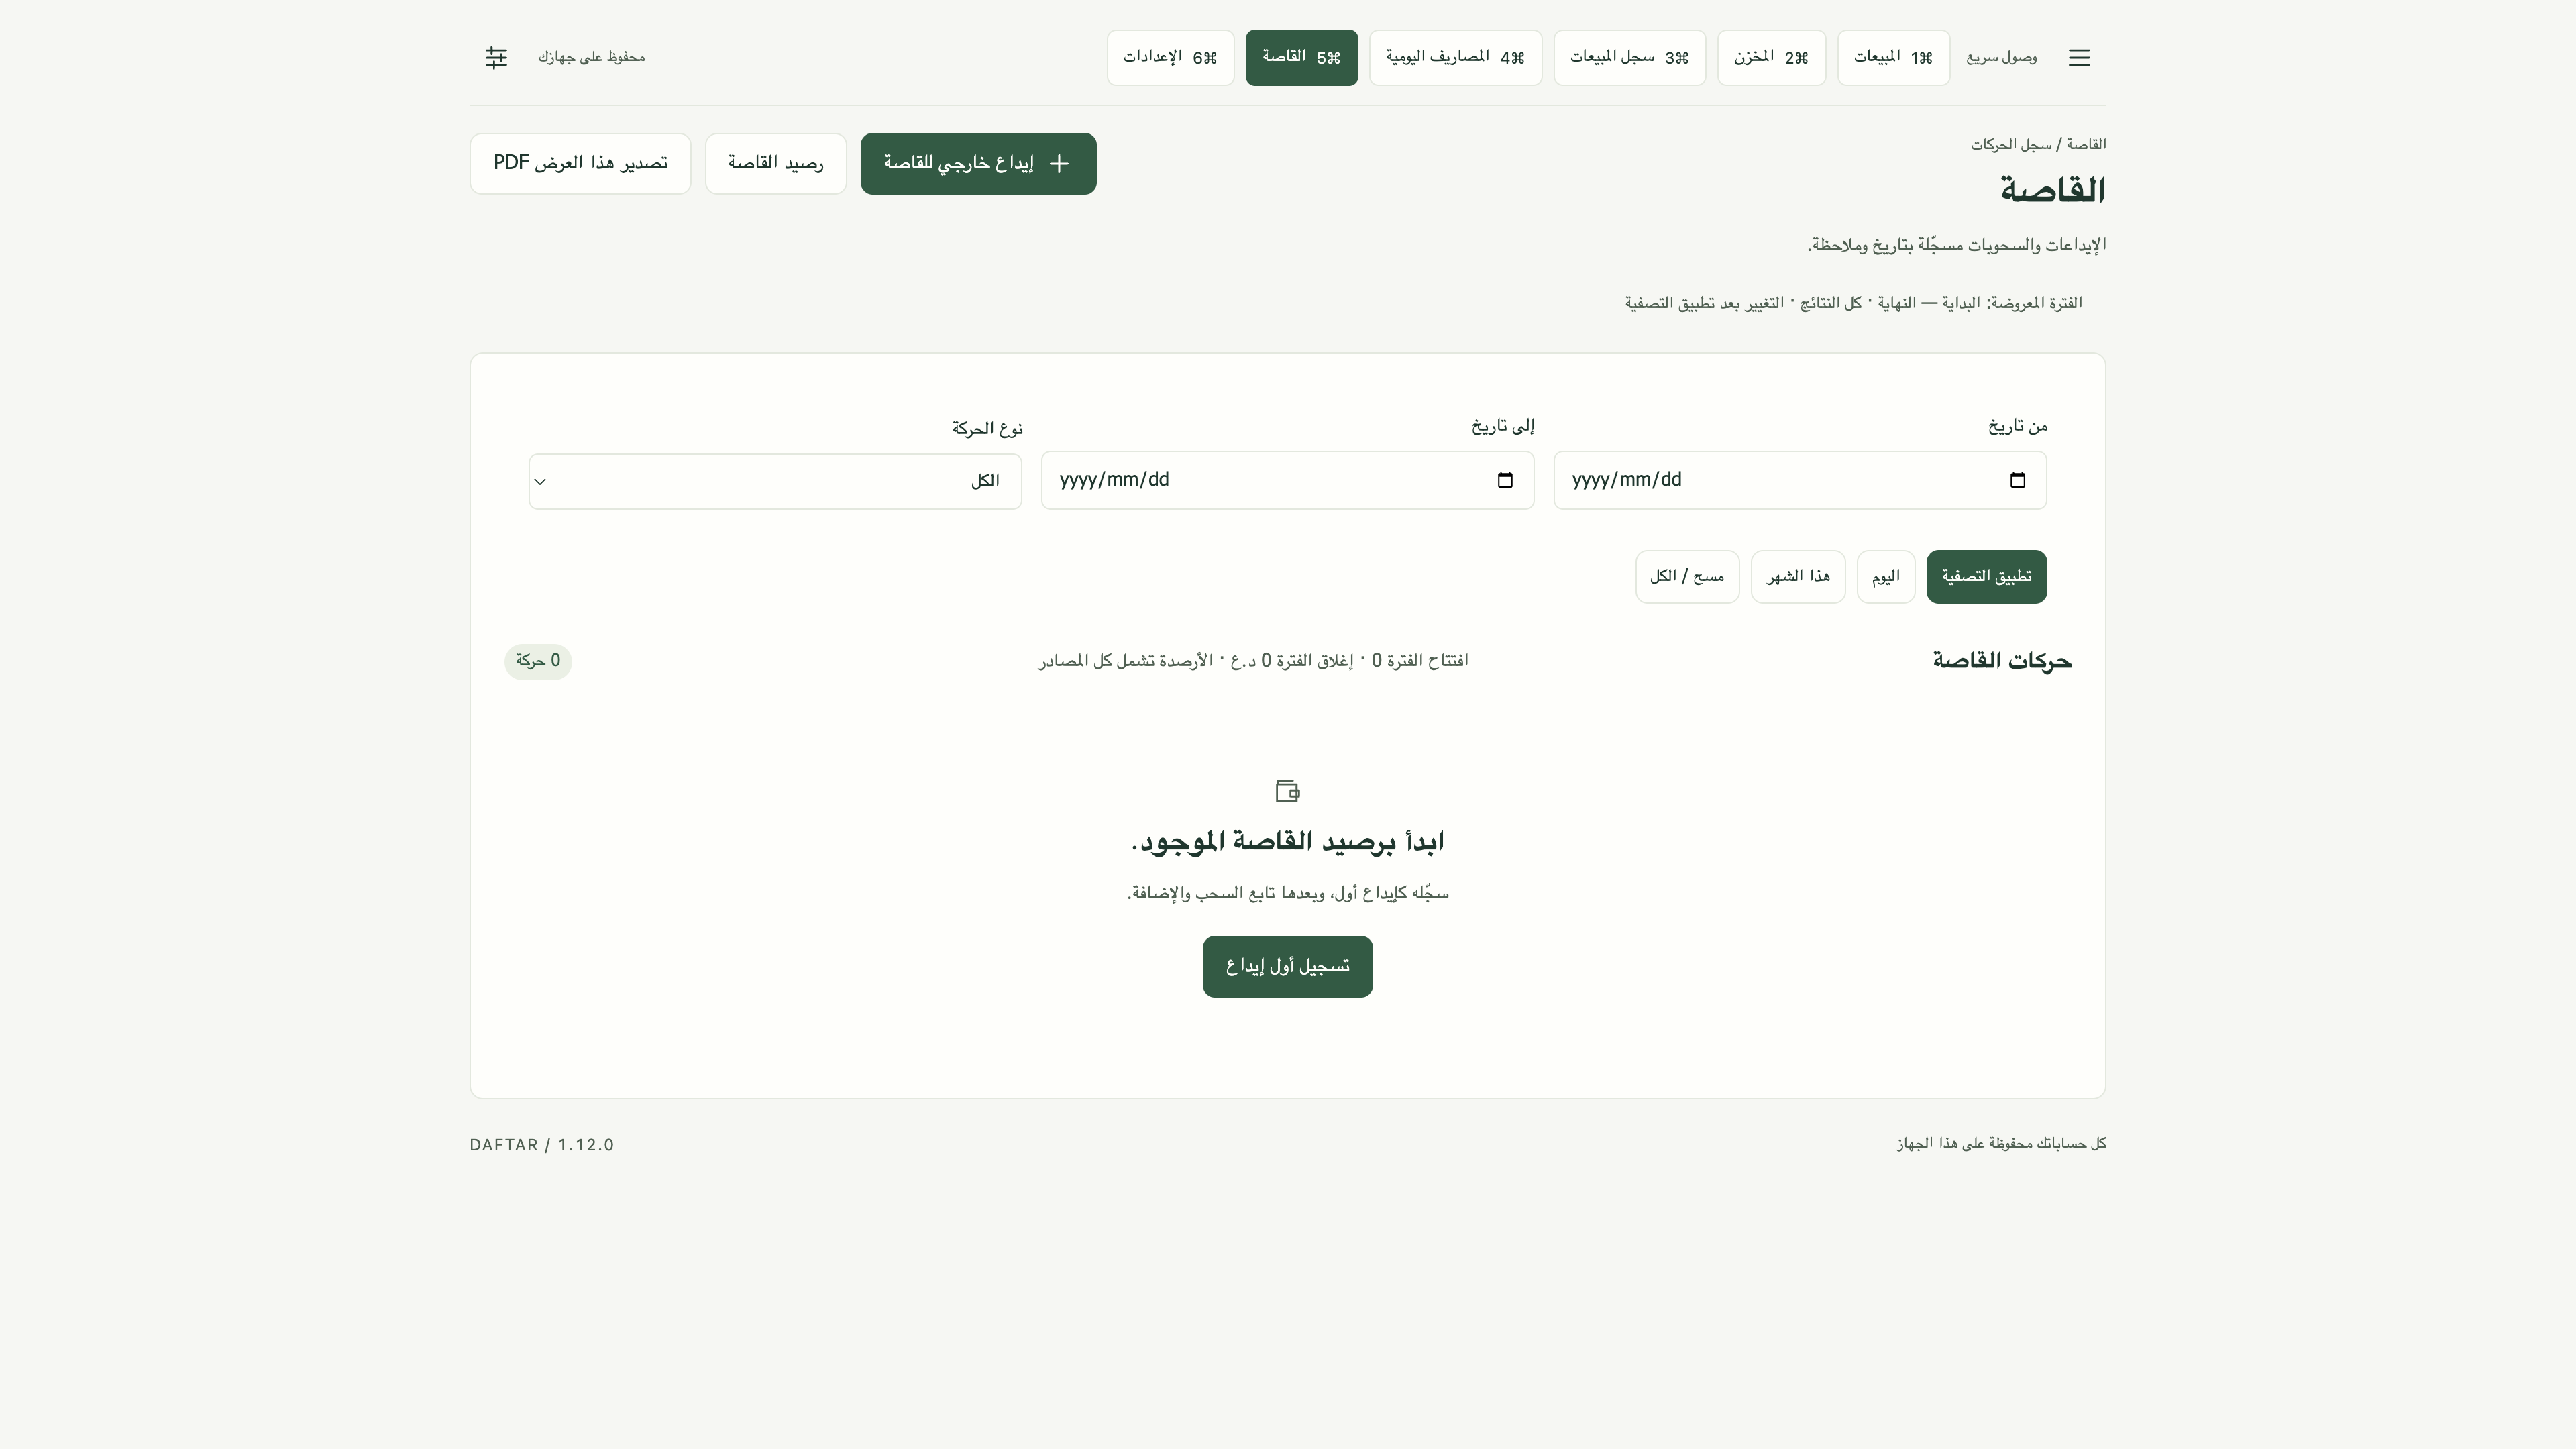 وصول سريع
⌘1 المبيعات
⌘2 المخزن
⌘3 سجل المبيعات
⌘4 المصاريف اليومية
⌘5 القاصة
⌘6 الإعدادات
محفوظ على جهازك
القاصة / سجل الحركات
القاصة
الإيداعات والسحوبات مسجّلة بتاريخ وملاحظة.
إيداع خارجي للقاصة
رصيد القاصة
تصدير هذا العرض PDF
الفترة المعروضة: البداية — النهاية · كل النتائج · التغيير بعد تطبيق التصفية
من تاريخ
yyyy/mm/dd
إلى تاريخ
yyyy/mm/dd
نوع الحركة
الكل
تطبيق التصفية
اليوم
هذا الشهر
مسح / الكل
حركات القاصة
افتتاح الفترة 0 · إغلاق الفترة 0 د.ع · الأرصدة تشمل كل المصادر
0 حركة
ابدأ برصيد القاصة الموجود.
سجّله كإيداع أول، وبعدها تابع السحب والإضافة.
تسجيل أول إيداع
كل حساباتك محفوظة على هذا الجهاز
DAFTAR / 1.12.0